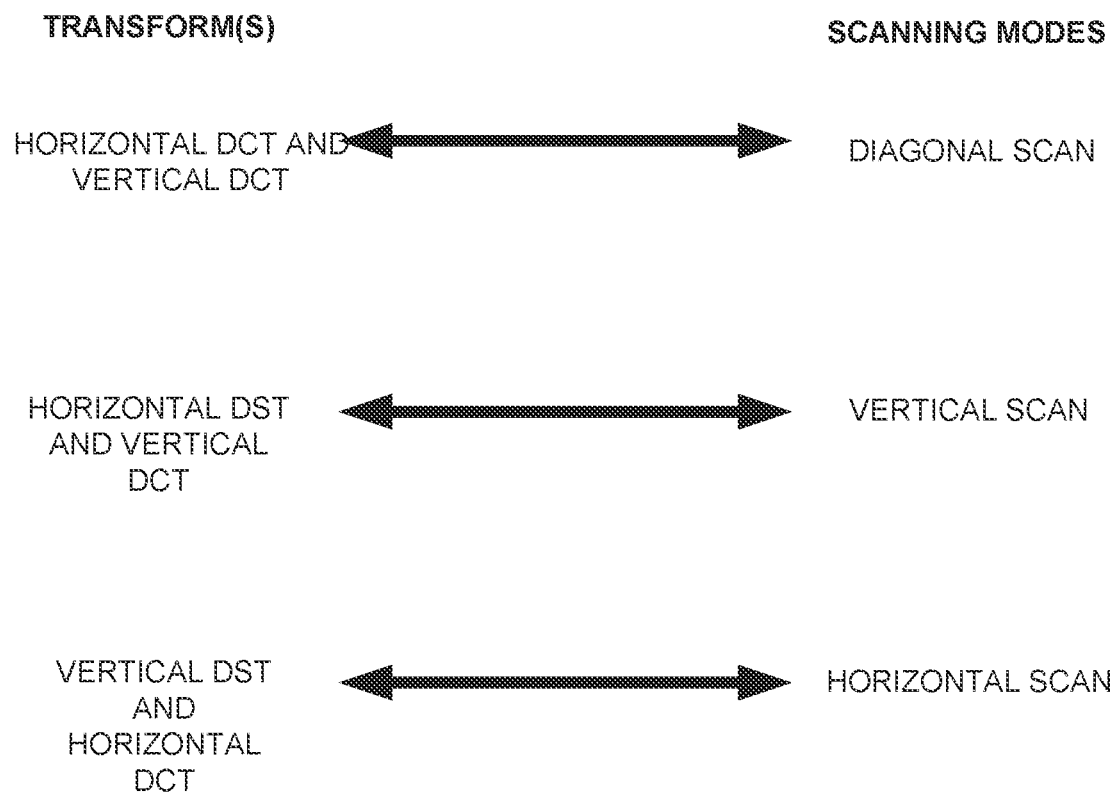 TRANSFORM(S)
SCANNING MODES
HORIZONTAL DCT AND
VERTICAL DCT
DIAGONAL SCAN
HORIZONTAL DST
AND VERTICAL
DCT
VERTICAL SCAN
VERTICAL DST
AND
HORIZONTAL
DCT
HORIZONTAL SCAN